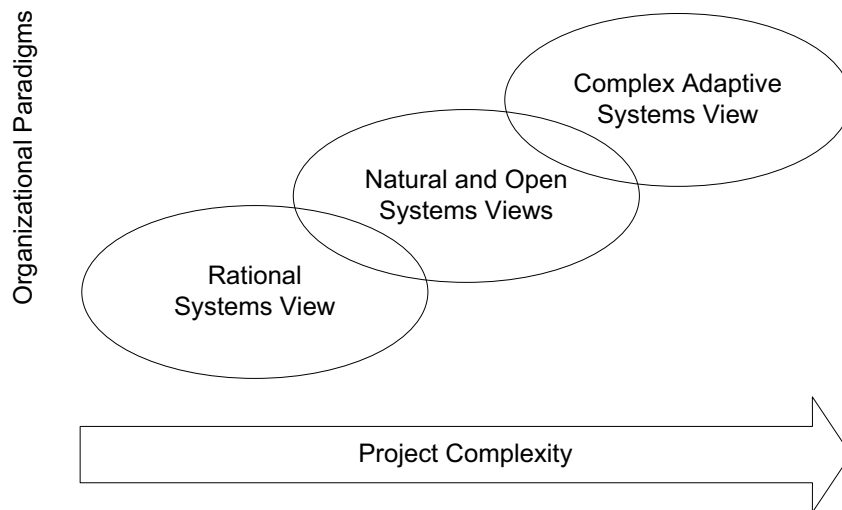 Organizational Paradigms
Complex Adaptive
Systems View
Natural and Open
Systems Views
Rational
Systems View
Project Complexity